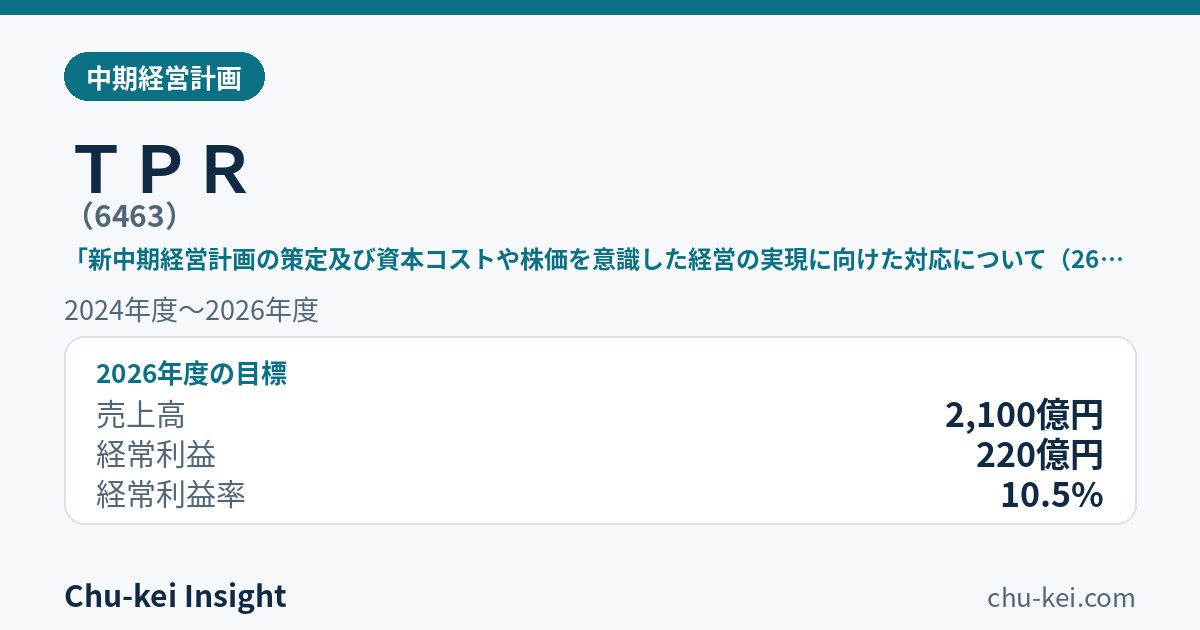 中期経営計画
ＴＰＲ
（6463）
「新中期経営計画の策定及び資本コストや株価を意識した経営の実現に向けた対応について（26…
2024年度～2026年度
2026年度の目標
売上高 2,100億円
経常利益 220億円
経常利益率 10.5%
Chu-kei Insight chu-kei.com